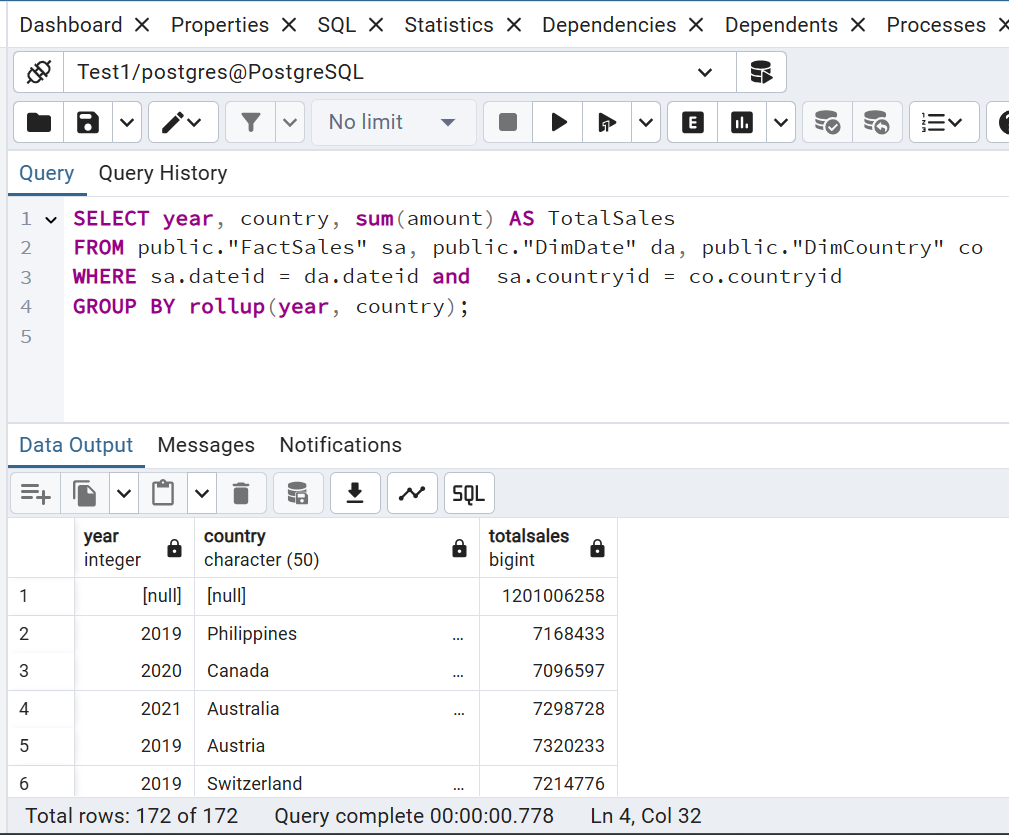 Dashboard Properties SQL Statistics Dependencies Dependents Processes
Test1/postgres@PostgreSQL
No limit E
Query Query History
1 SELECT year, country, sum(amount) AS TotalSales
2 FROM public."FactSales" sa, public."DimDate" da, public."DimCountry" co
3 WHERE sa.dateid = da.dateid and  sa.countryid = co.countryid
4 GROUP BY rollup(year, country);
5
Data Output Messages Notifications
SQL
year country totalsales
integer character (50) bigint
1 [null] [null] 1201006258
2 2019 Philippines ... 7168433
3 2020 Canada ... 7096597
4 2021 Australia ... 7298728
5 2019 Austria 7320233
6 2019 Switzerland ... 7214776
Total rows: 172 of 172 Query complete 00:00:00.778 Ln 4, Col 32